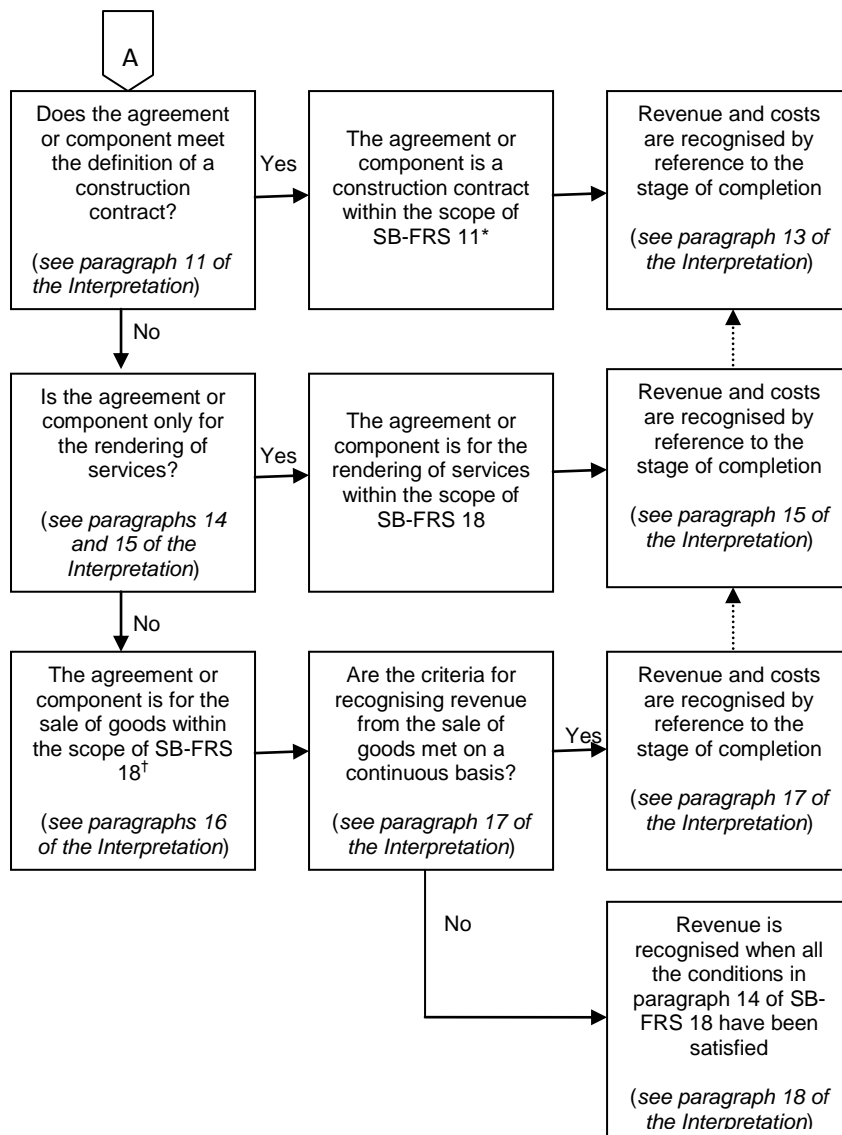 A
Does the agreement
or component meet
the definition of a
construction
contract?
(see paragraph 11 of
the Interpretation)
Yes
The agreement or
component is a
construction contract
within the scope of
SB-FRS 11*
Revenue and costs
are recognised by
reference to the
stage of completion
(see paragraph 13 of
the Interpretation)
No
Is the agreement or
component only for
the rendering of
services?
(see paragraphs 14
and 15 of the
Interpretation)
Yes
The agreement or
component is for the
rendering of services
within the scope of
SB-FRS 18
Revenue and costs
are recognised by
reference to the
stage of completion
(see paragraph 15 of
the Interpretation)
No
The agreement or
component is for the
sale of goods within
the scope of SB-FRS
18†
(see paragraphs 16
of the Interpretation)
Are the criteria for
recognising revenue
from the sale of
goods met on a
continuous basis?
(see paragraph 17 of
the Interpretation)
Yes
Revenue and costs
are recognised by
reference to the
stage of completion
(see paragraph 17 of
the Interpretation)
No
Revenue is
recognised when all
the conditions in
paragraph 14 of SB-
FRS 18 have been
satisfied
(see paragraph 18 of
the Interpretation)